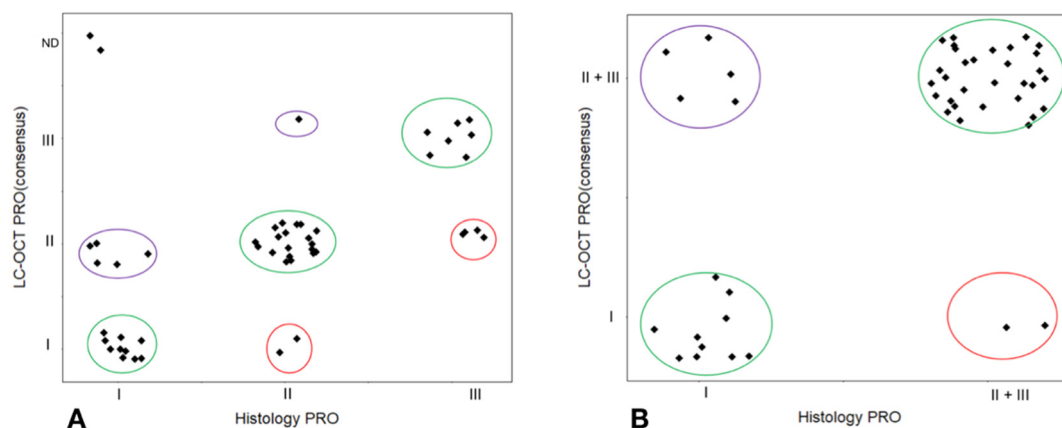 ND
III
II
I
LC-OCT PRO(consensus)
I
II
III
Histology PRO
A
II + III
I
LC-OCT PRO(consensus)
I
II + III
Histology PRO
B